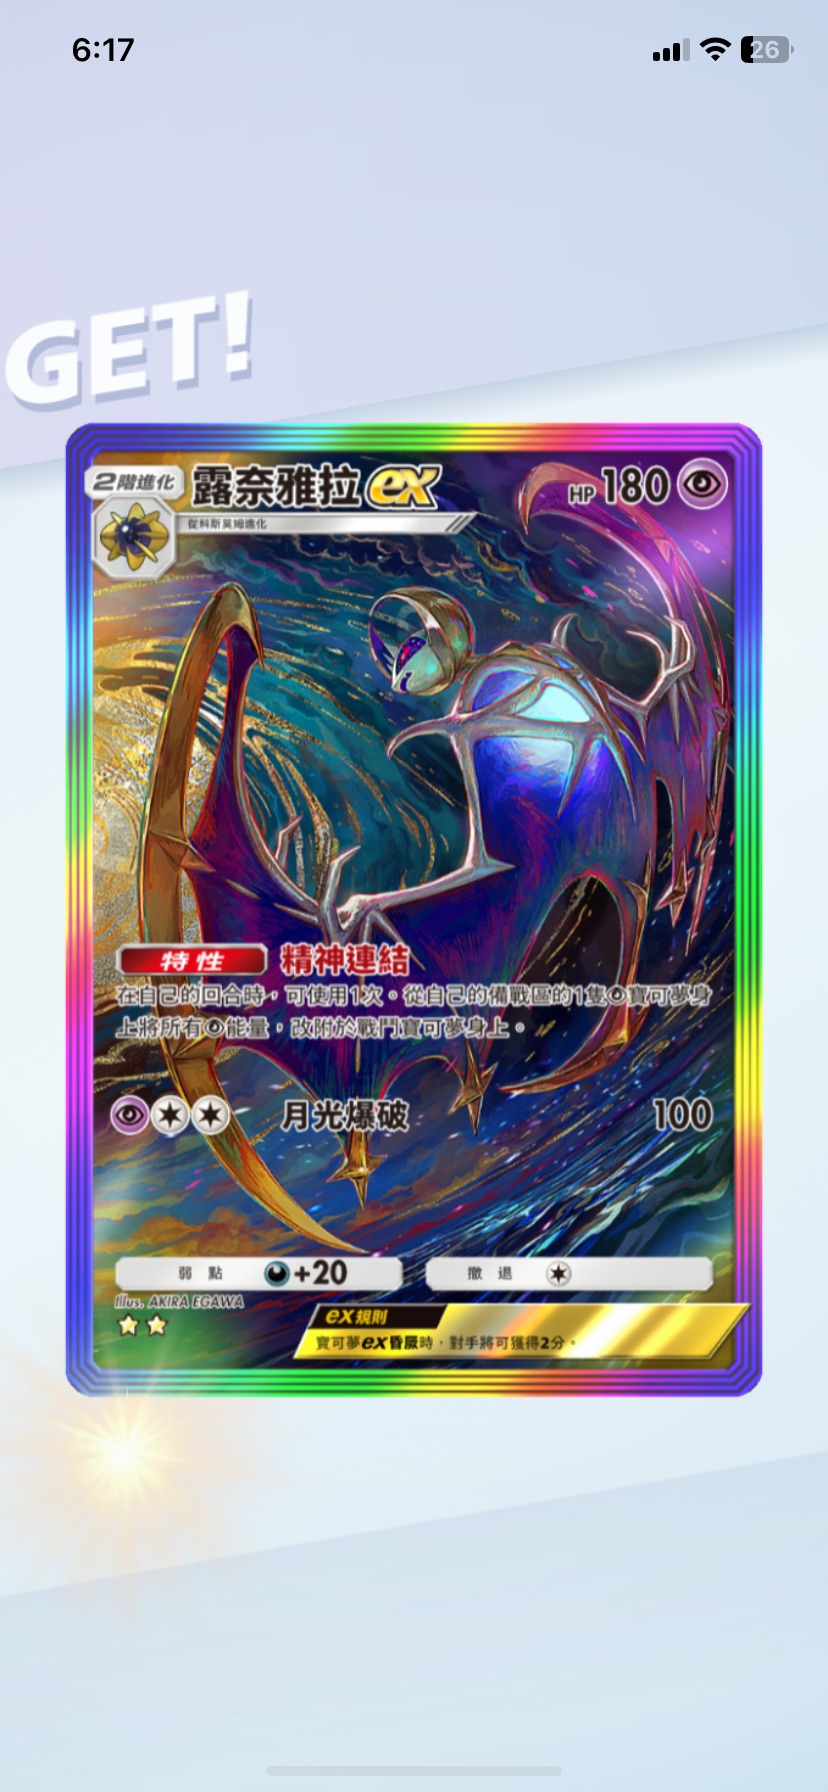 6:17
26
GET!
2階進化
露奈雅拉ex
HP 180
從科斯莫姆進化
特性 精神連結
在自己的回合時，可使用1次。從自己的備戰區的1隻寶可夢身
上將所有能量，改附於戰鬥寶可夢身上。
月光爆破 100
弱點 +20 撤退
Illus. AKIRA EGAWA
ex規則
寶可夢ex昏厥時，對手將可獲得2分。